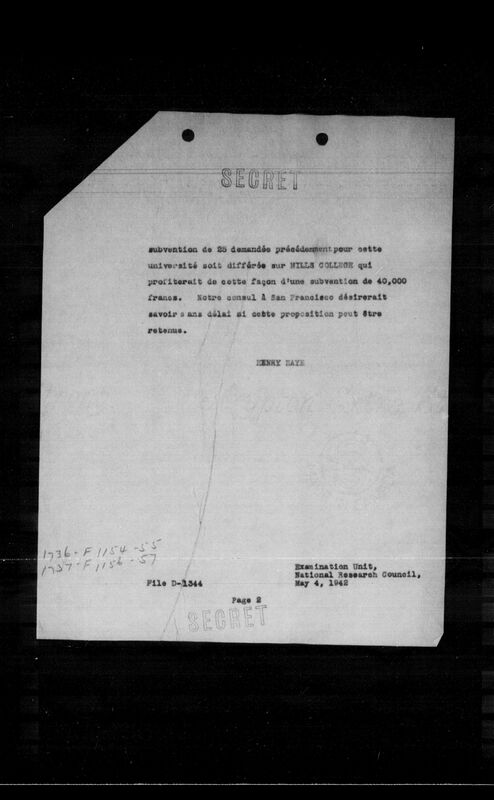 SECRET
subvention de 25 demandée précédemment pour cette
université soit différée sur MILLS COLLEGE qui
profiterait de cette façon d'une subvention de 40,000
francs. Notre consul à San Francisco désirerait
savoir sans délai si cette proposition peut être
retenue.
HENRY HAYE
1736-F 1154-55
1737-F 1156-57
Examination Unit,
National Research Council,
File D-1344 May 4, 1942
Page 2
SECRET